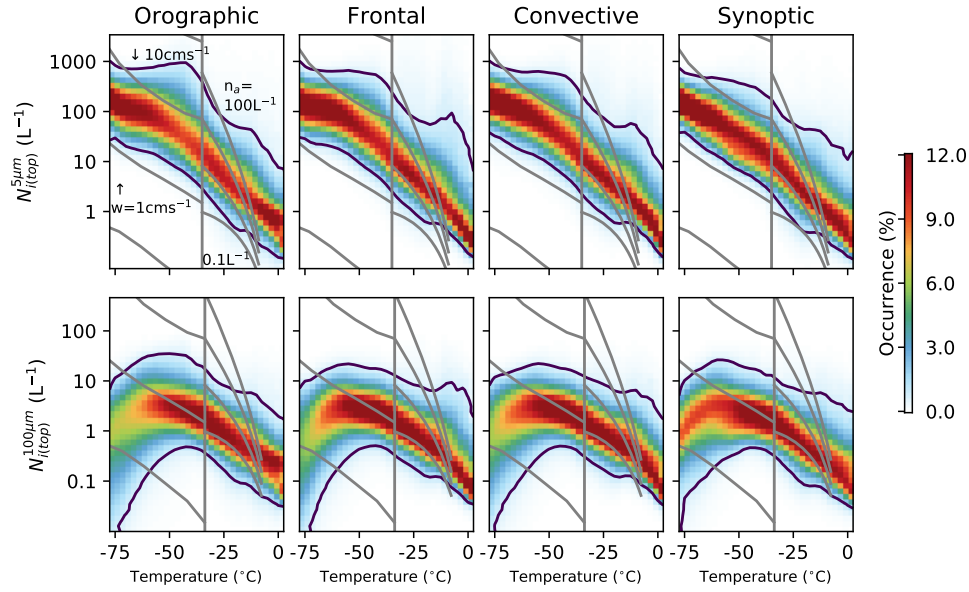 Orographic Frontal Convective Synoptic
↓10cms⁻¹
nₐ=
100L⁻¹
↑
w=1cms⁻¹
0.1L⁻¹
N_{i(top)}^{5μm} (L⁻¹)
1000
100
10
1
N_{i(top)}^{100μm} (L⁻¹)
100
10
1
0.1
-75 -50 -25 0 -75 -50 -25 0 -75 -50 -25 0 -75 -50 -25 0
Temperature (°C) Temperature (°C) Temperature (°C) Temperature (°C)
Occurrence (%)
12.0
9.0
6.0
3.0
0.0